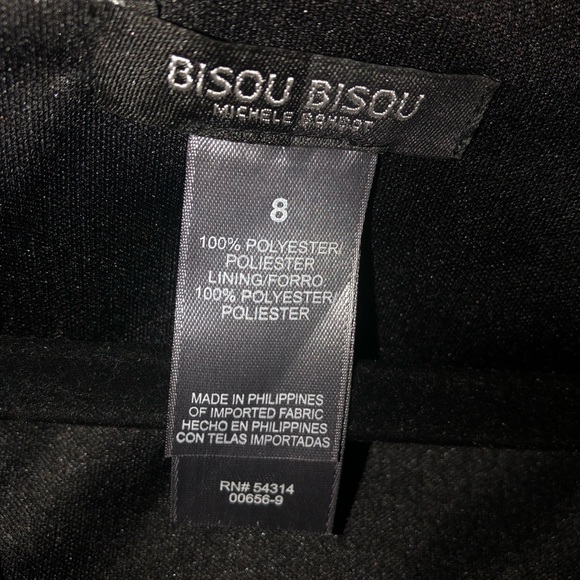 BISOU BISOU
MICHELE BOHBOT
8
100% POLYESTER/
POLIESTER
LINING/FORRO
100% POLYESTER/
POLIESTER
MADE IN PHILIPPINES
OF IMPORTED FABRIC
HECHO EN PHILIPPINES
CON TELAS IMPORTADAS
RN# 54314
00656-9